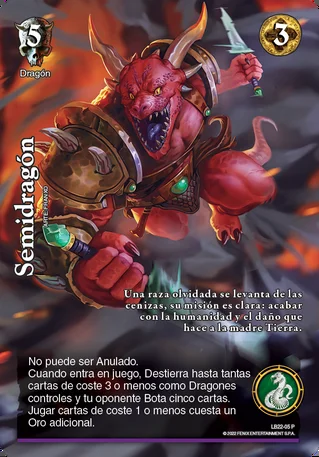 5
3
Dragón
Semidragón
ARTE: FRANKO
Una raza olvidada se levanta de las
cenizas, su misión es clara: acabar
con la humanidad y el daño que
hace a la madre Tierra.
No puede ser Anulado.
Cuando entra en juego, Destierra hasta tantas
cartas de coste 3 o menos como Dragones
controles y tu oponente Bota cinco cartas.
Jugar cartas de coste 1 o menos cuesta un
Oro adicional.
LB22-05 P
© 2022 FENIX ENTERTAINMENT S.P.A.